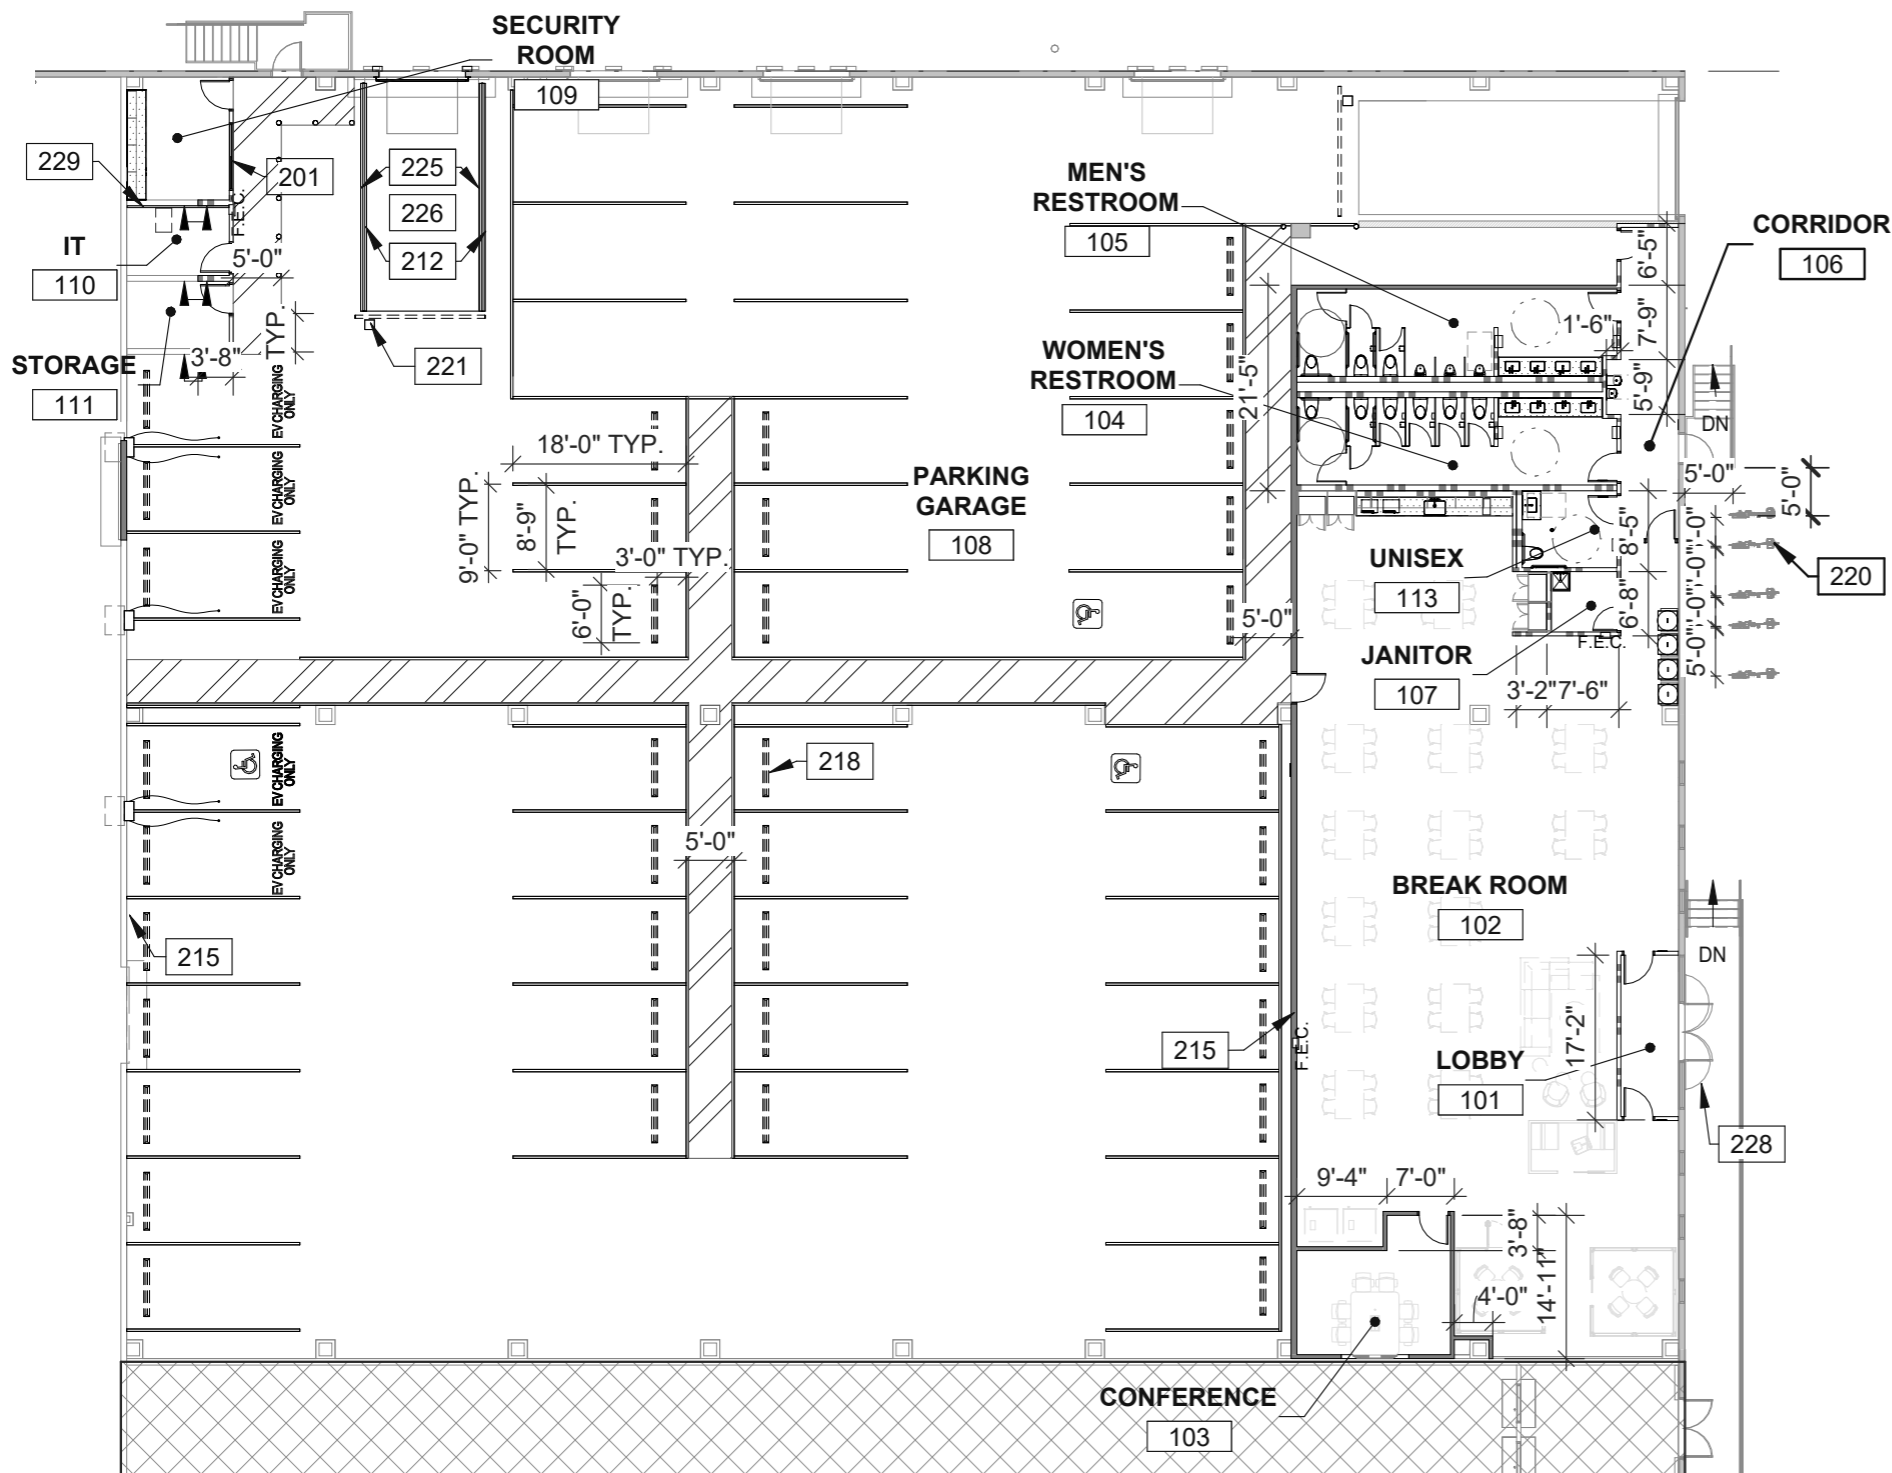 SECURITY
ROOM
109
229
201
F.E.C.
225
226
212
221
IT
110
5'-0"
TYP.
STORAGE
111
3'-8"
EV CHARGING
ONLY
EV CHARGING
ONLY
EV CHARGING
ONLY
MEN'S
RESTROOM
105
WOMEN'S
RESTROOM
104
CORRIDOR
106
6'-5"
7'-9"
1'-6"
5'-9"
21'-5"
DN
5'-0"
5'-0"
18'-0" TYP.
9'-0" TYP.
8'-9"
TYP.
3'-0" TYP.
6'-0"
TYP.
PARKING
GARAGE
108
5'-0"
UNISEX
113
8'-5"
6'-8"
220
5'-0"
F.E.C.
JANITOR
107
3'-2"
7'-6"
EV CHARGING
ONLY
EV CHARGING
ONLY
218
5'-0"
215
BREAK ROOM
102
DN
215
F.E.C.
17'-2"
LOBBY
101
228
9'-4"
7'-0"
3'-8"
14'-11"
4'-0"
CONFERENCE
103